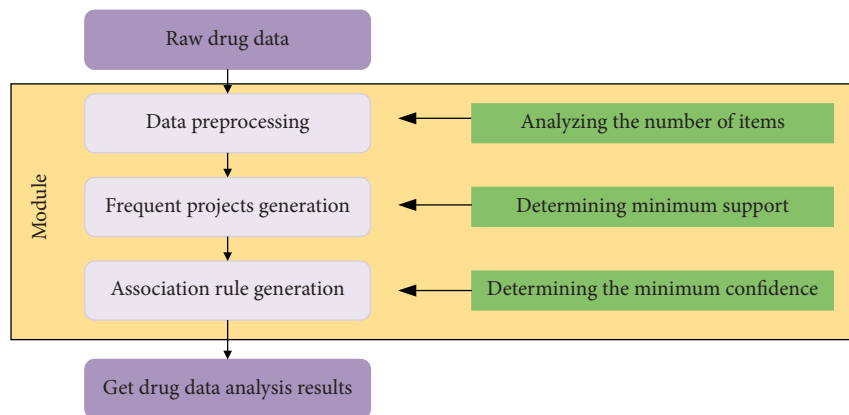 Raw drug data
Module
Data preprocessing
Analyzing the number of items
Frequent projects generation
Determining minimum support
Association rule generation
Determining the minimum confidence
Get drug data analysis results